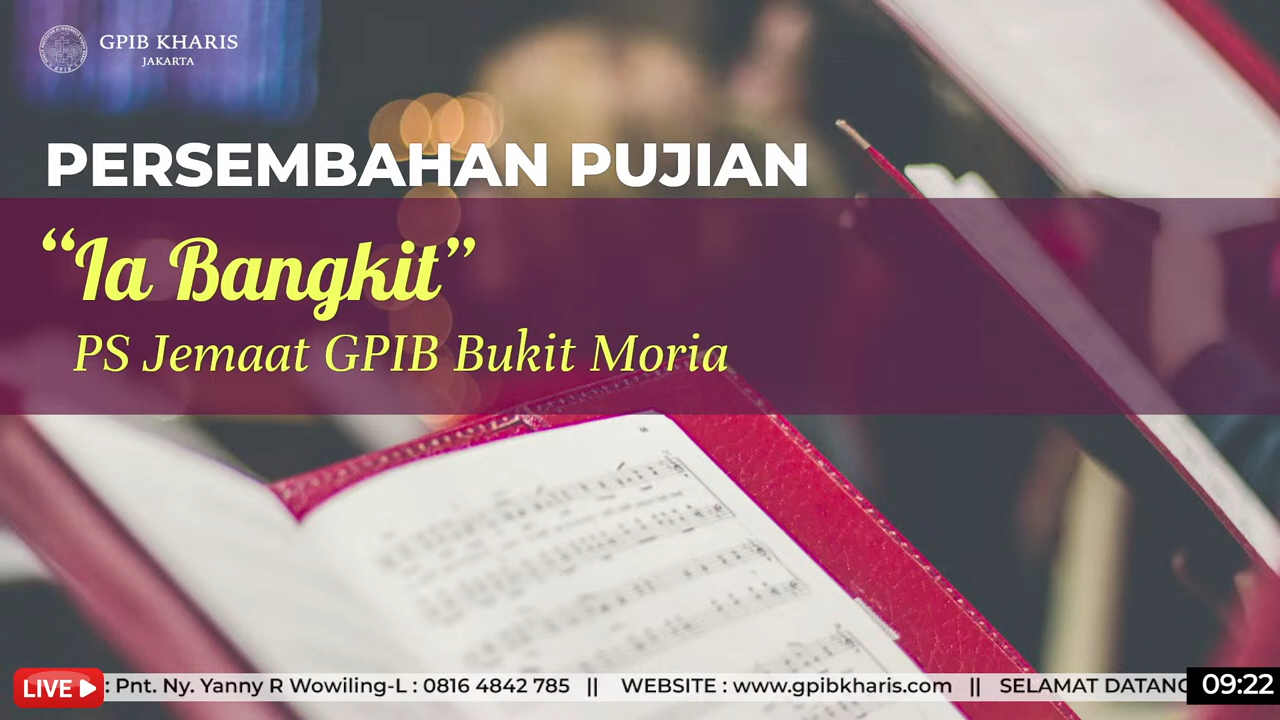 GPIB KHARIS
JAKARTA
PERSEMBAHAN PUJIAN
“Ia Bangkit”
PS Jemaat GPIB Bukit Moria
LIVE : Pnt. Ny. Yanny R Wowiling-L : 0816 4842 785 || WEBSITE : www.gpibkharis.com || SELAMAT DATANG 09:22